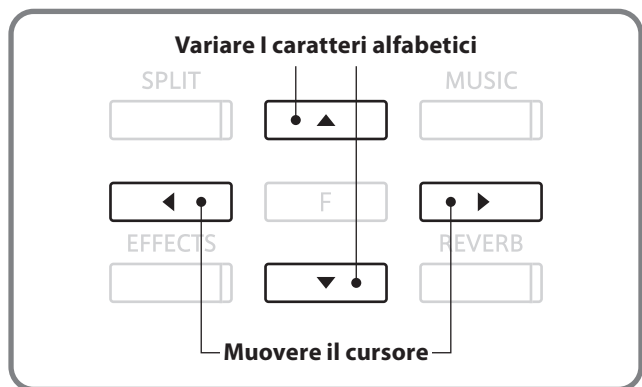 Variare I caratteri alfabetici
SPLIT
MUSIC
F
EFFECTS
REVERB
Muovere il cursore